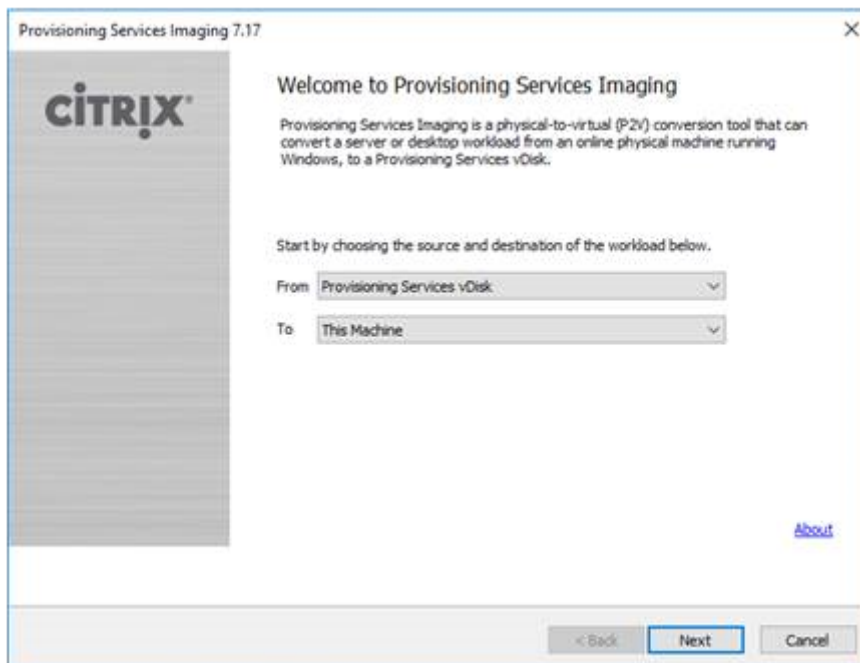 Provisioning Services Imaging 7.17
CİTRIX®
Welcome to Provisioning Services Imaging
Provisioning Services Imaging is a physical-to-virtual (P2V) conversion tool that can
convert a server or desktop workload from an online physical machine running
Windows, to a Provisioning Services vDisk.
Start by choosing the source and destination of the workload below.
From Provisioning Services vDisk
To This Machine
About
< Back Next Cancel